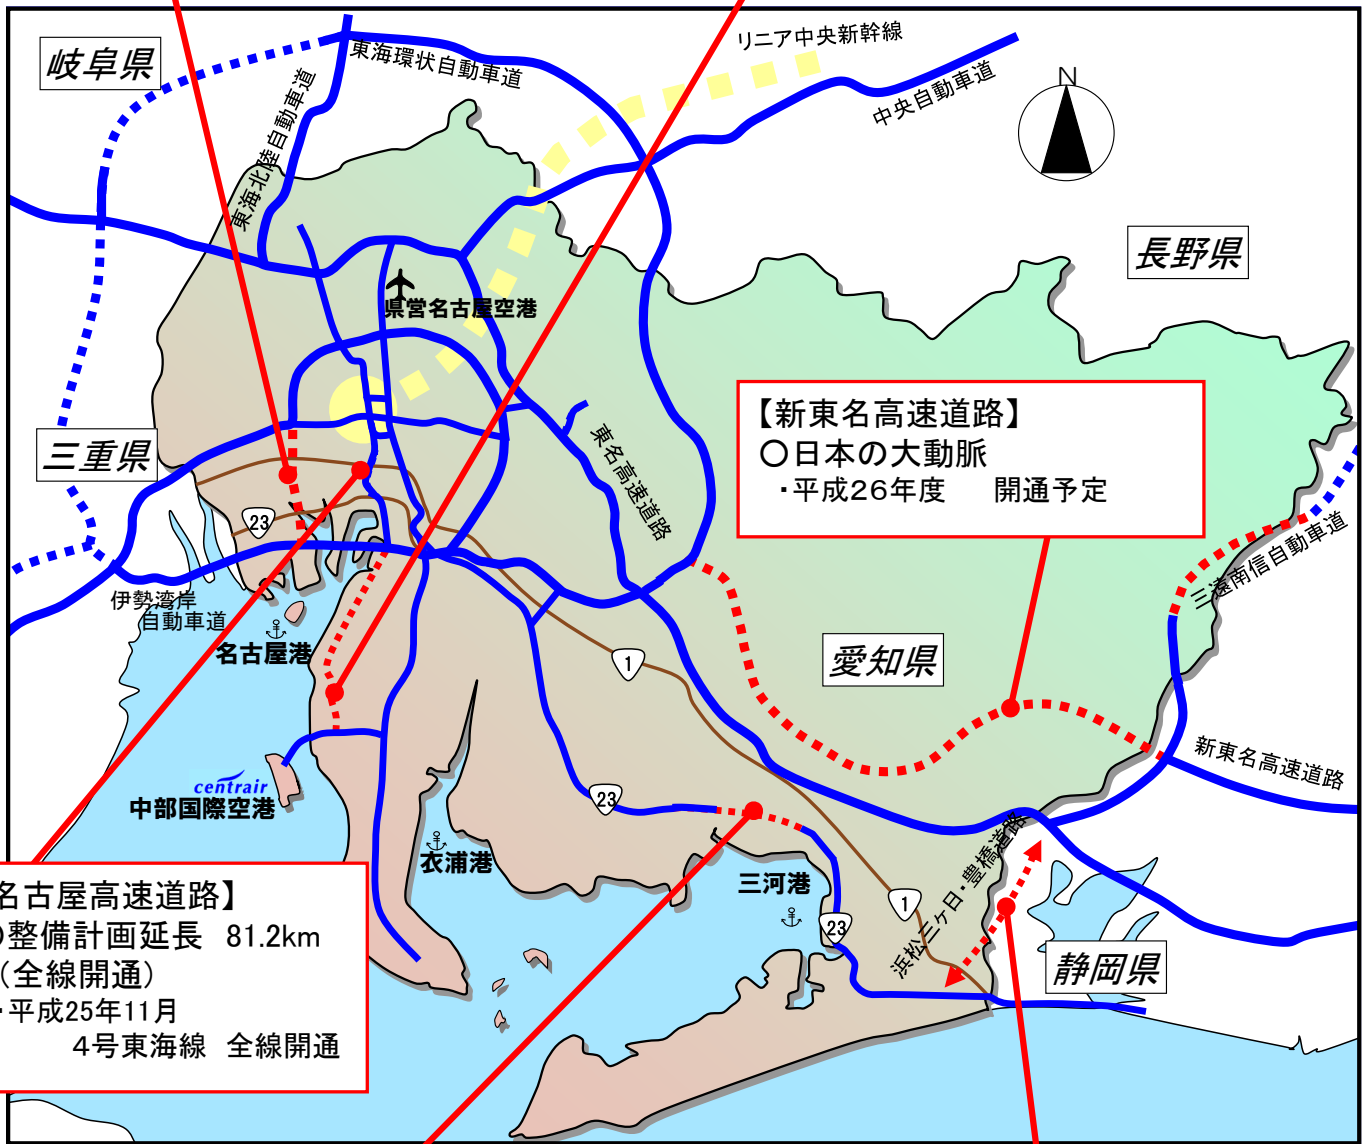 岐阜県
東海環状自動車道
リニア中央新幹線
中央自動車道
N
東海北陸自動車道
長野県
県営名古屋空港
三重県
【新東名高速道路】
〇日本の大動脈
・平成26年度 開通予定
東名高速道路
23
三遠南信自動車道
伊勢湾岸
自動車道
名古屋港
愛知県
1
新東名高速道路
centrair
中部国際空港
23
衣浦港
三河港
浜松三ヶ日・豊橋道路
1
23
静岡県
名古屋高速道路】
整備計画延長 81.2km
(全線開通)
・平成25年11月
4号東海線 全線開通